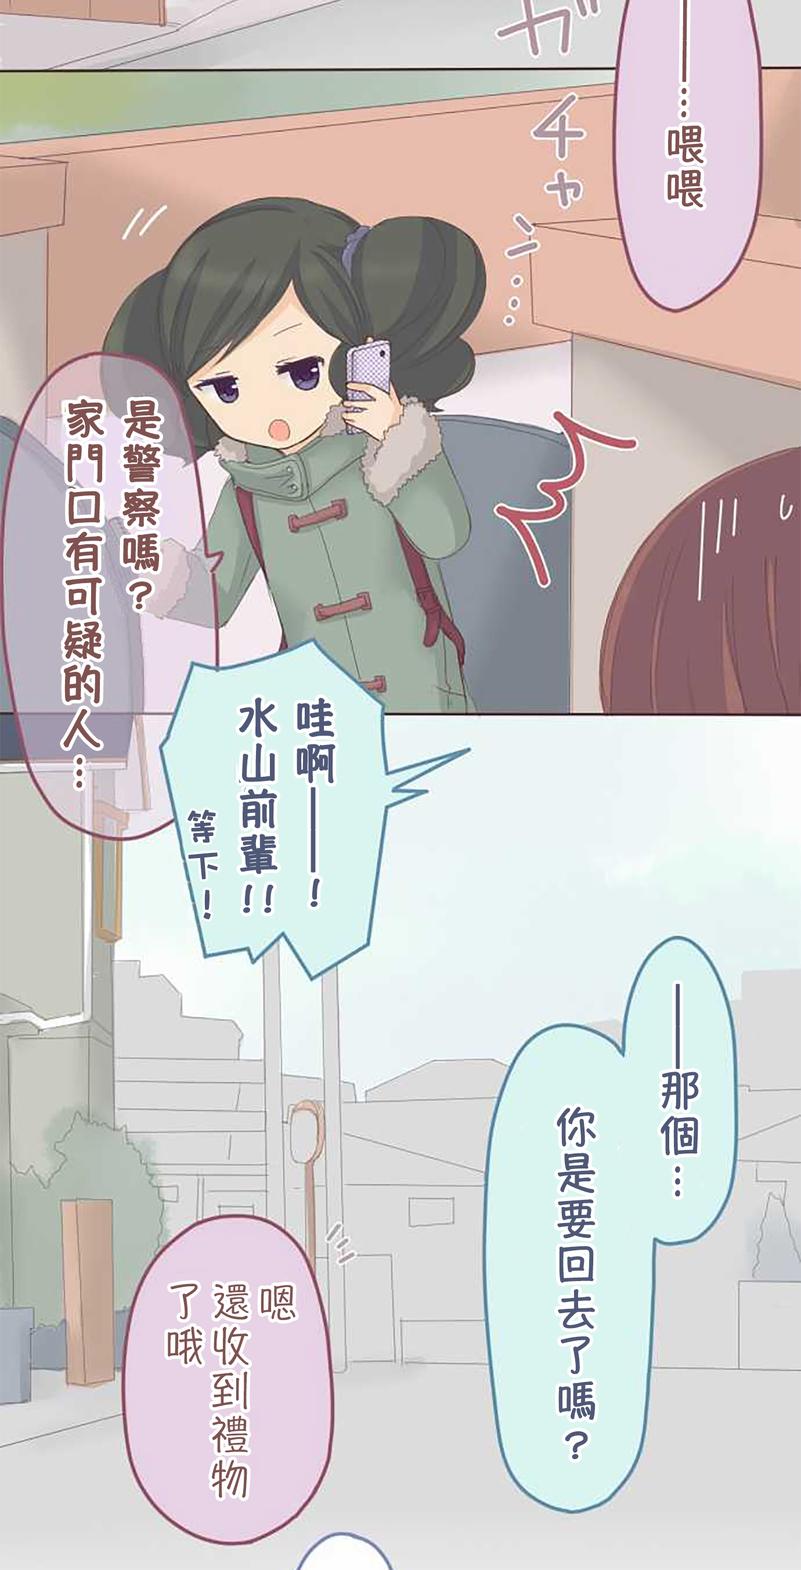 ガ
チャン…
——…喂喂
是警察嗎？
家門口有可疑的人…
哇啊——！
水山前輩!!
等下！
——那個…
你是要回去了嗎？
嗯
還收到禮物
了哦